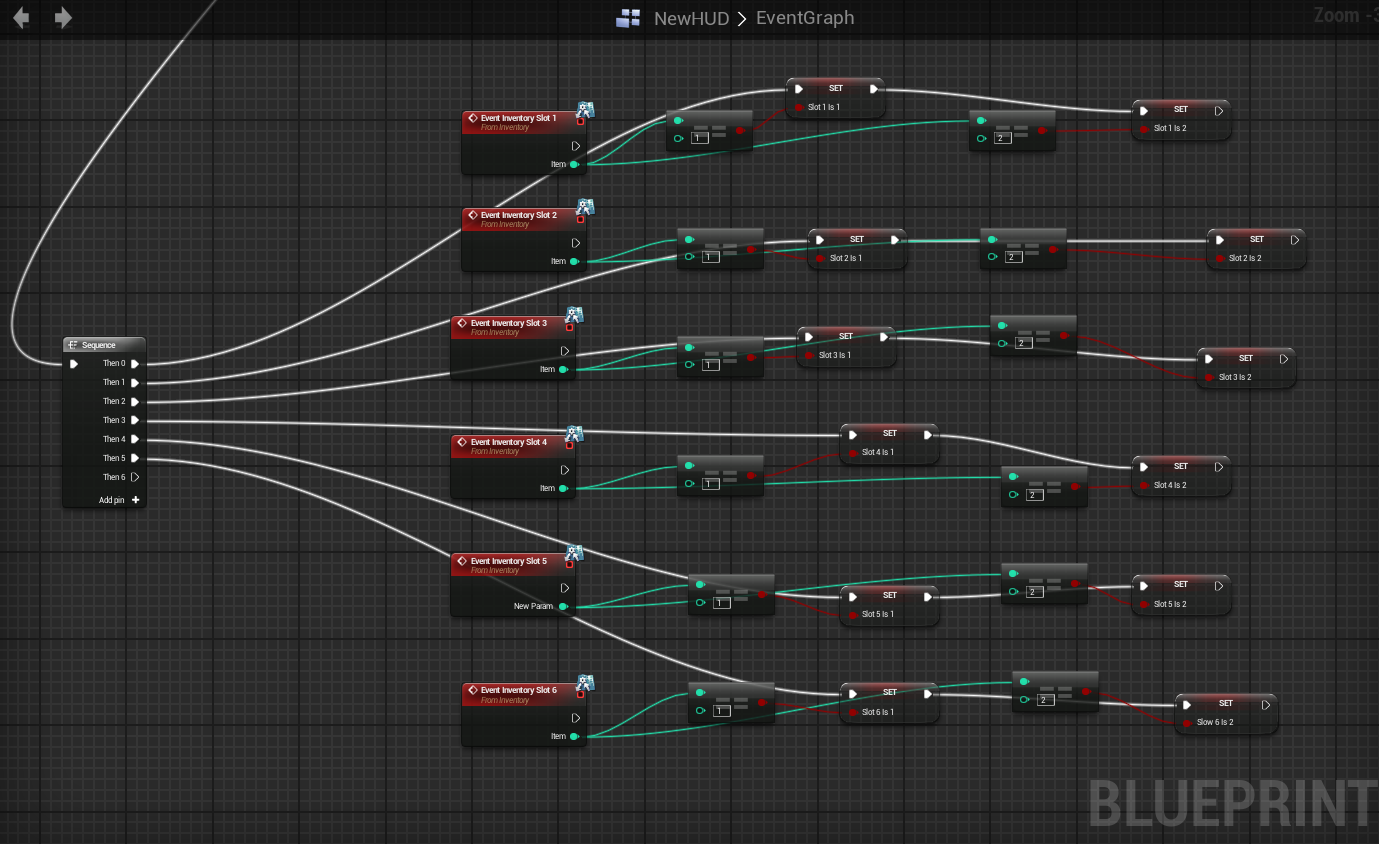 NewHUD > EventGraph
Zoom -3
Event Inventory Slot 1
From Inventory
Item
1
SET
Slot 1 Is 1
2
SET
Slot 1 Is 2
Event Inventory Slot 2
From Inventory
Item
1
SET
Slot 2 Is 1
2
SET
Slot 2 Is 2
Event Inventory Slot 3
From Inventory
Item
1
SET
Slot 3 Is 1
2
SET
Slot 3 Is 2
Sequence
Then 0
Then 1
Then 2
Then 3
Then 4
Then 5
Then 6
Add pin +
Event Inventory Slot 4
From Inventory
Item
1
SET
Slot 4 Is 1
2
SET
Slot 4 Is 2
Event Inventory Slot 5
From Inventory
New Param
1
SET
Slot 5 Is 1
2
SET
Slot 5 Is 2
Event Inventory Slot 6
From Inventory
Item
1
SET
Slot 6 Is 1
2
SET
Slow 6 Is 2
BLUEPRINT